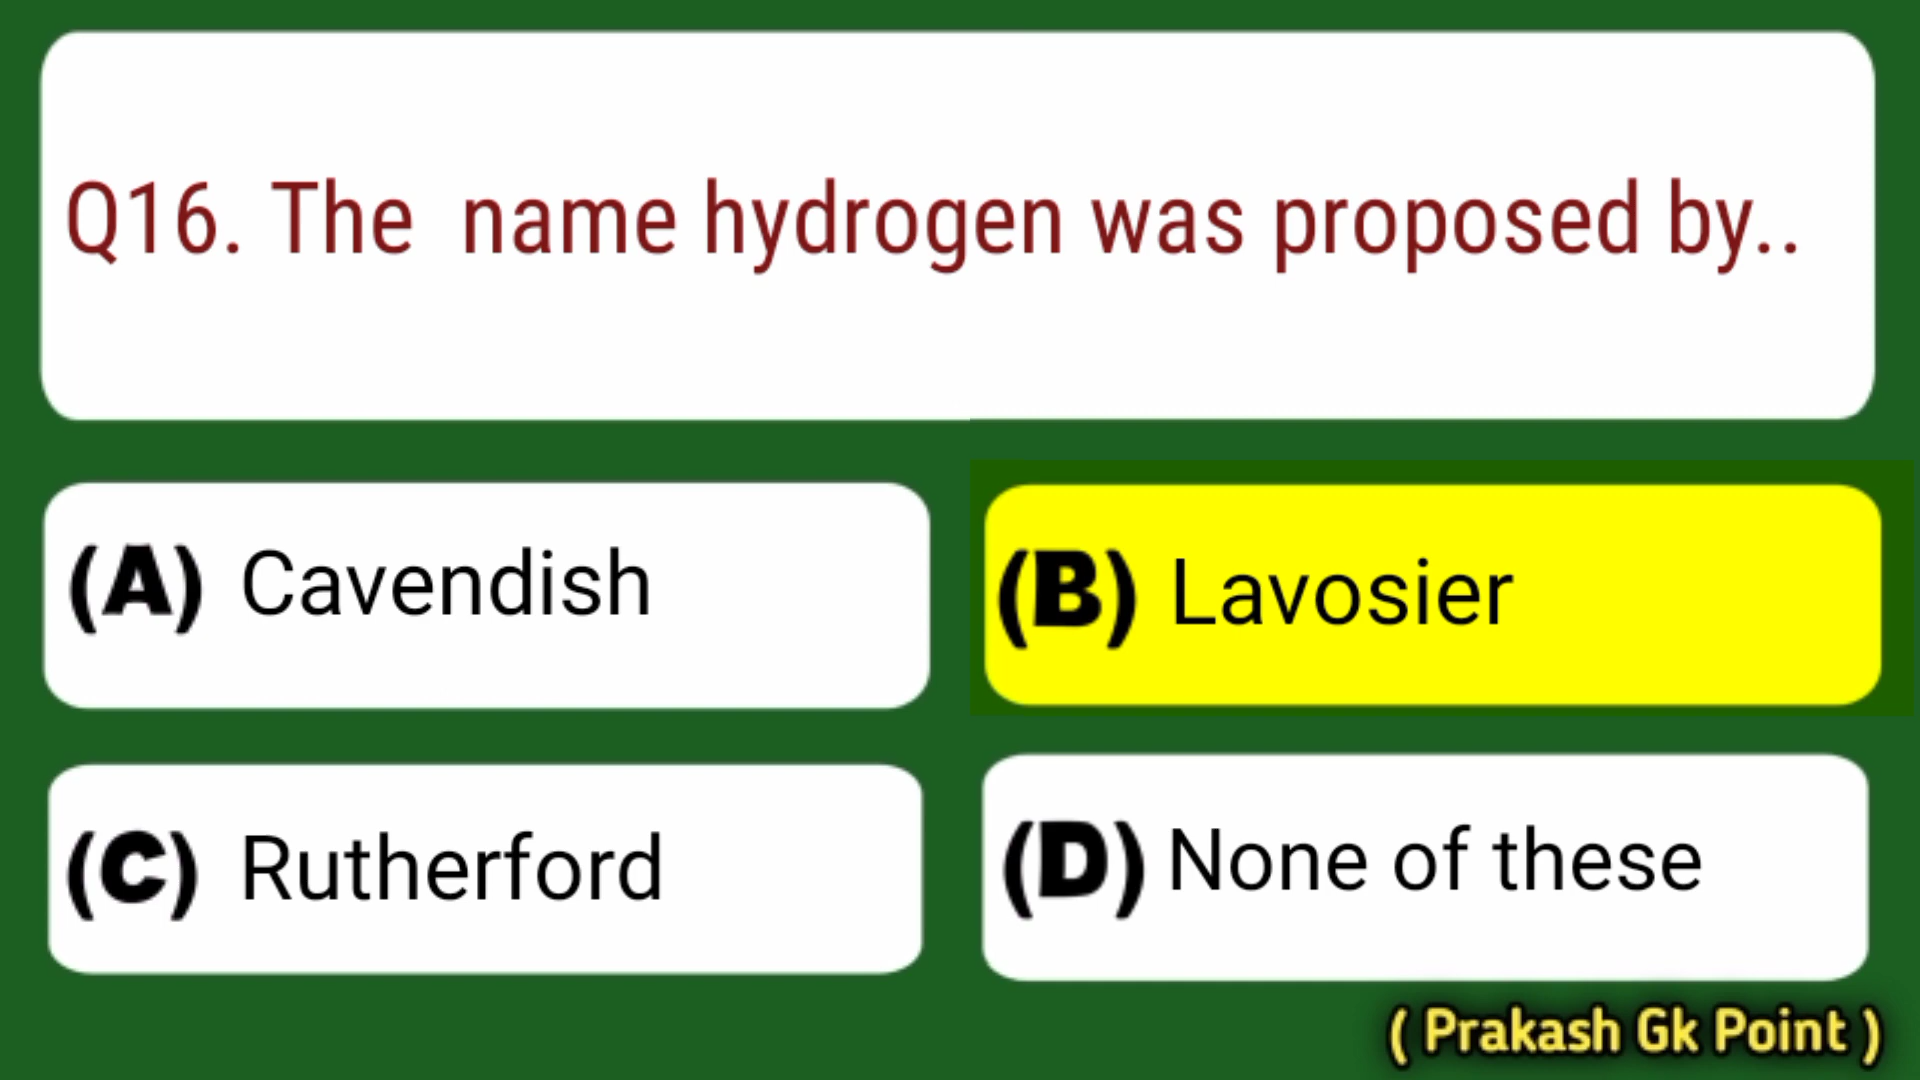 Q16. The name hydrogen was proposed by..
(A) Cavendish
(B) Lavosier
(C) Rutherford
(D) None of these
( Prakash Gk Point )